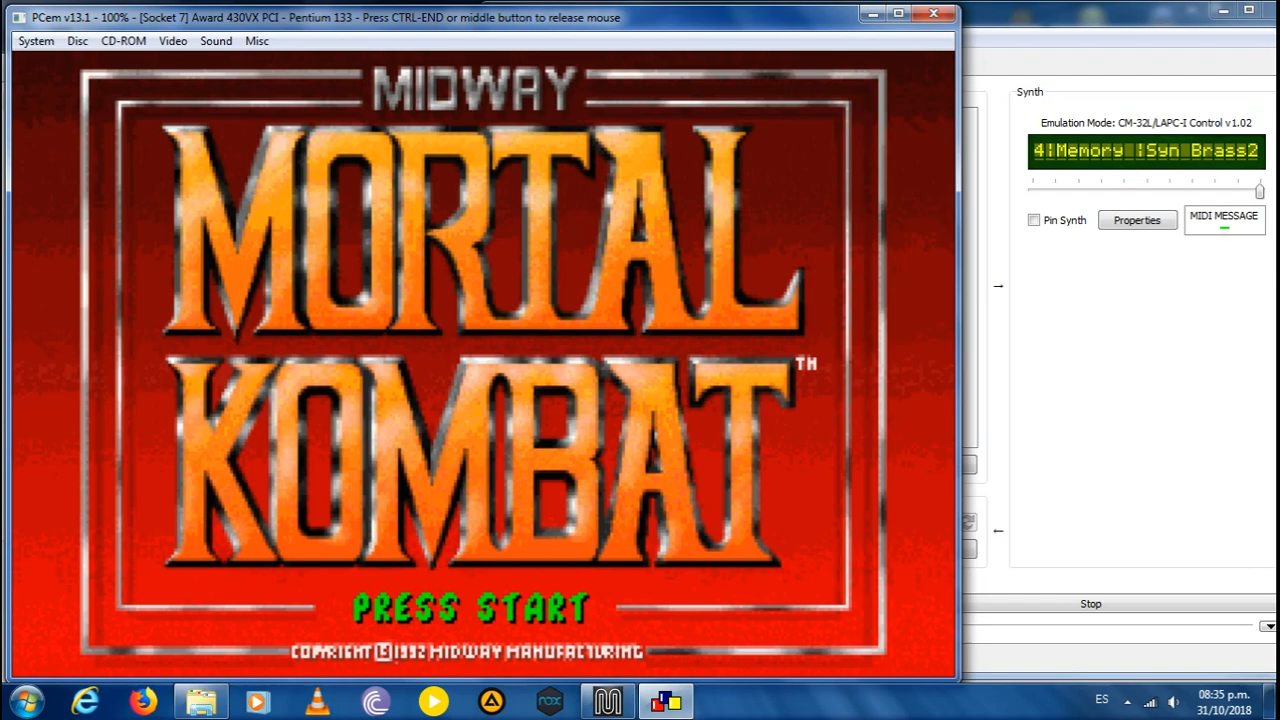 PCem v13.1 - 100% - [Socket 7] Award 430VX PCI - Pentium 133 - Press CTRL-END or middle button to release mouse
System Disc CD-ROM Video Sound Misc
MIDWAY
MORTAL
KOMBAT
TM
PRESS START
COPYRIGHT © 1992 MIDWAY MANUFACTURING
Synth
Emulation Mode: CM-32L/LAPC-I Control v1.02
4|Memory |Syn Brass2
Pin Synth
Properties
MIDI MESSAGE
Stop
nox
ES
08:35 p.m.
31/10/2018